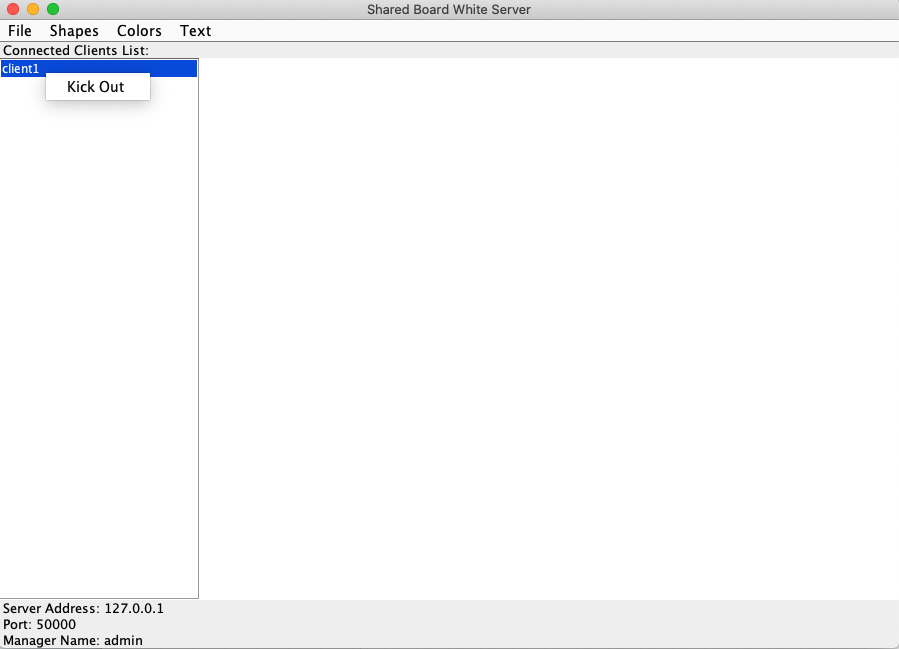 Shared Board White Server
File Shapes Colors Text
Connected Clients List:
client1
Kick Out
Server Address: 127.0.0.1
Port: 50000
Manager Name: admin